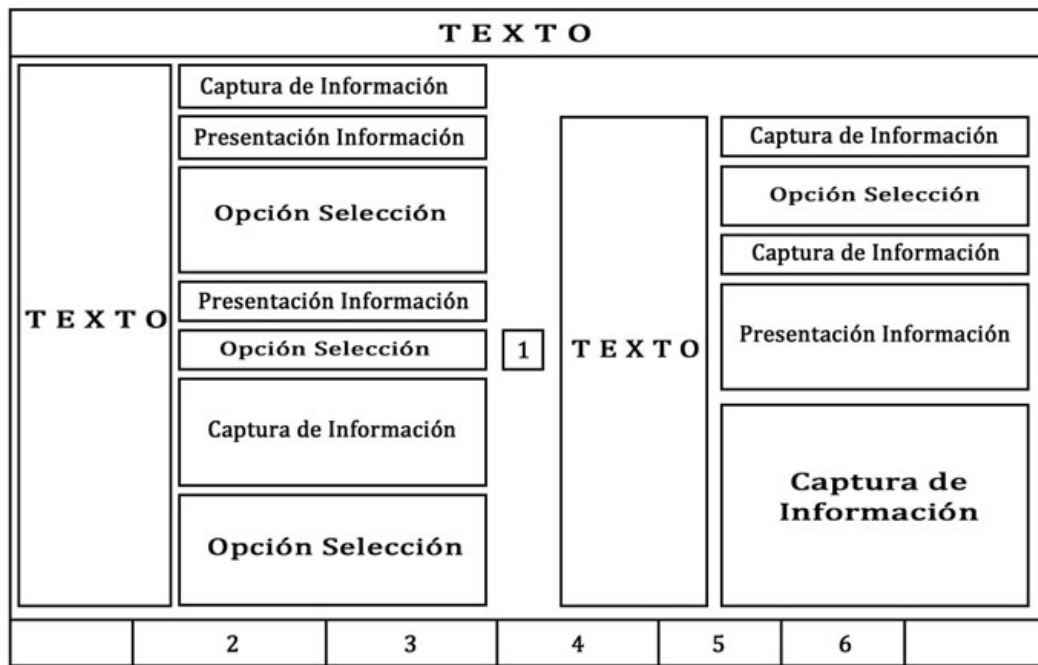 T E X T O
T E X T O
Captura de Información
Presentación Información
Opción Selección
Presentación Información
Opción Selección
Captura de Información
Opción Selección
1
T E X T O
Captura de Información
Opción Selección
Captura de Información
Presentación Información
Captura de
Información
2 3 4 5 6